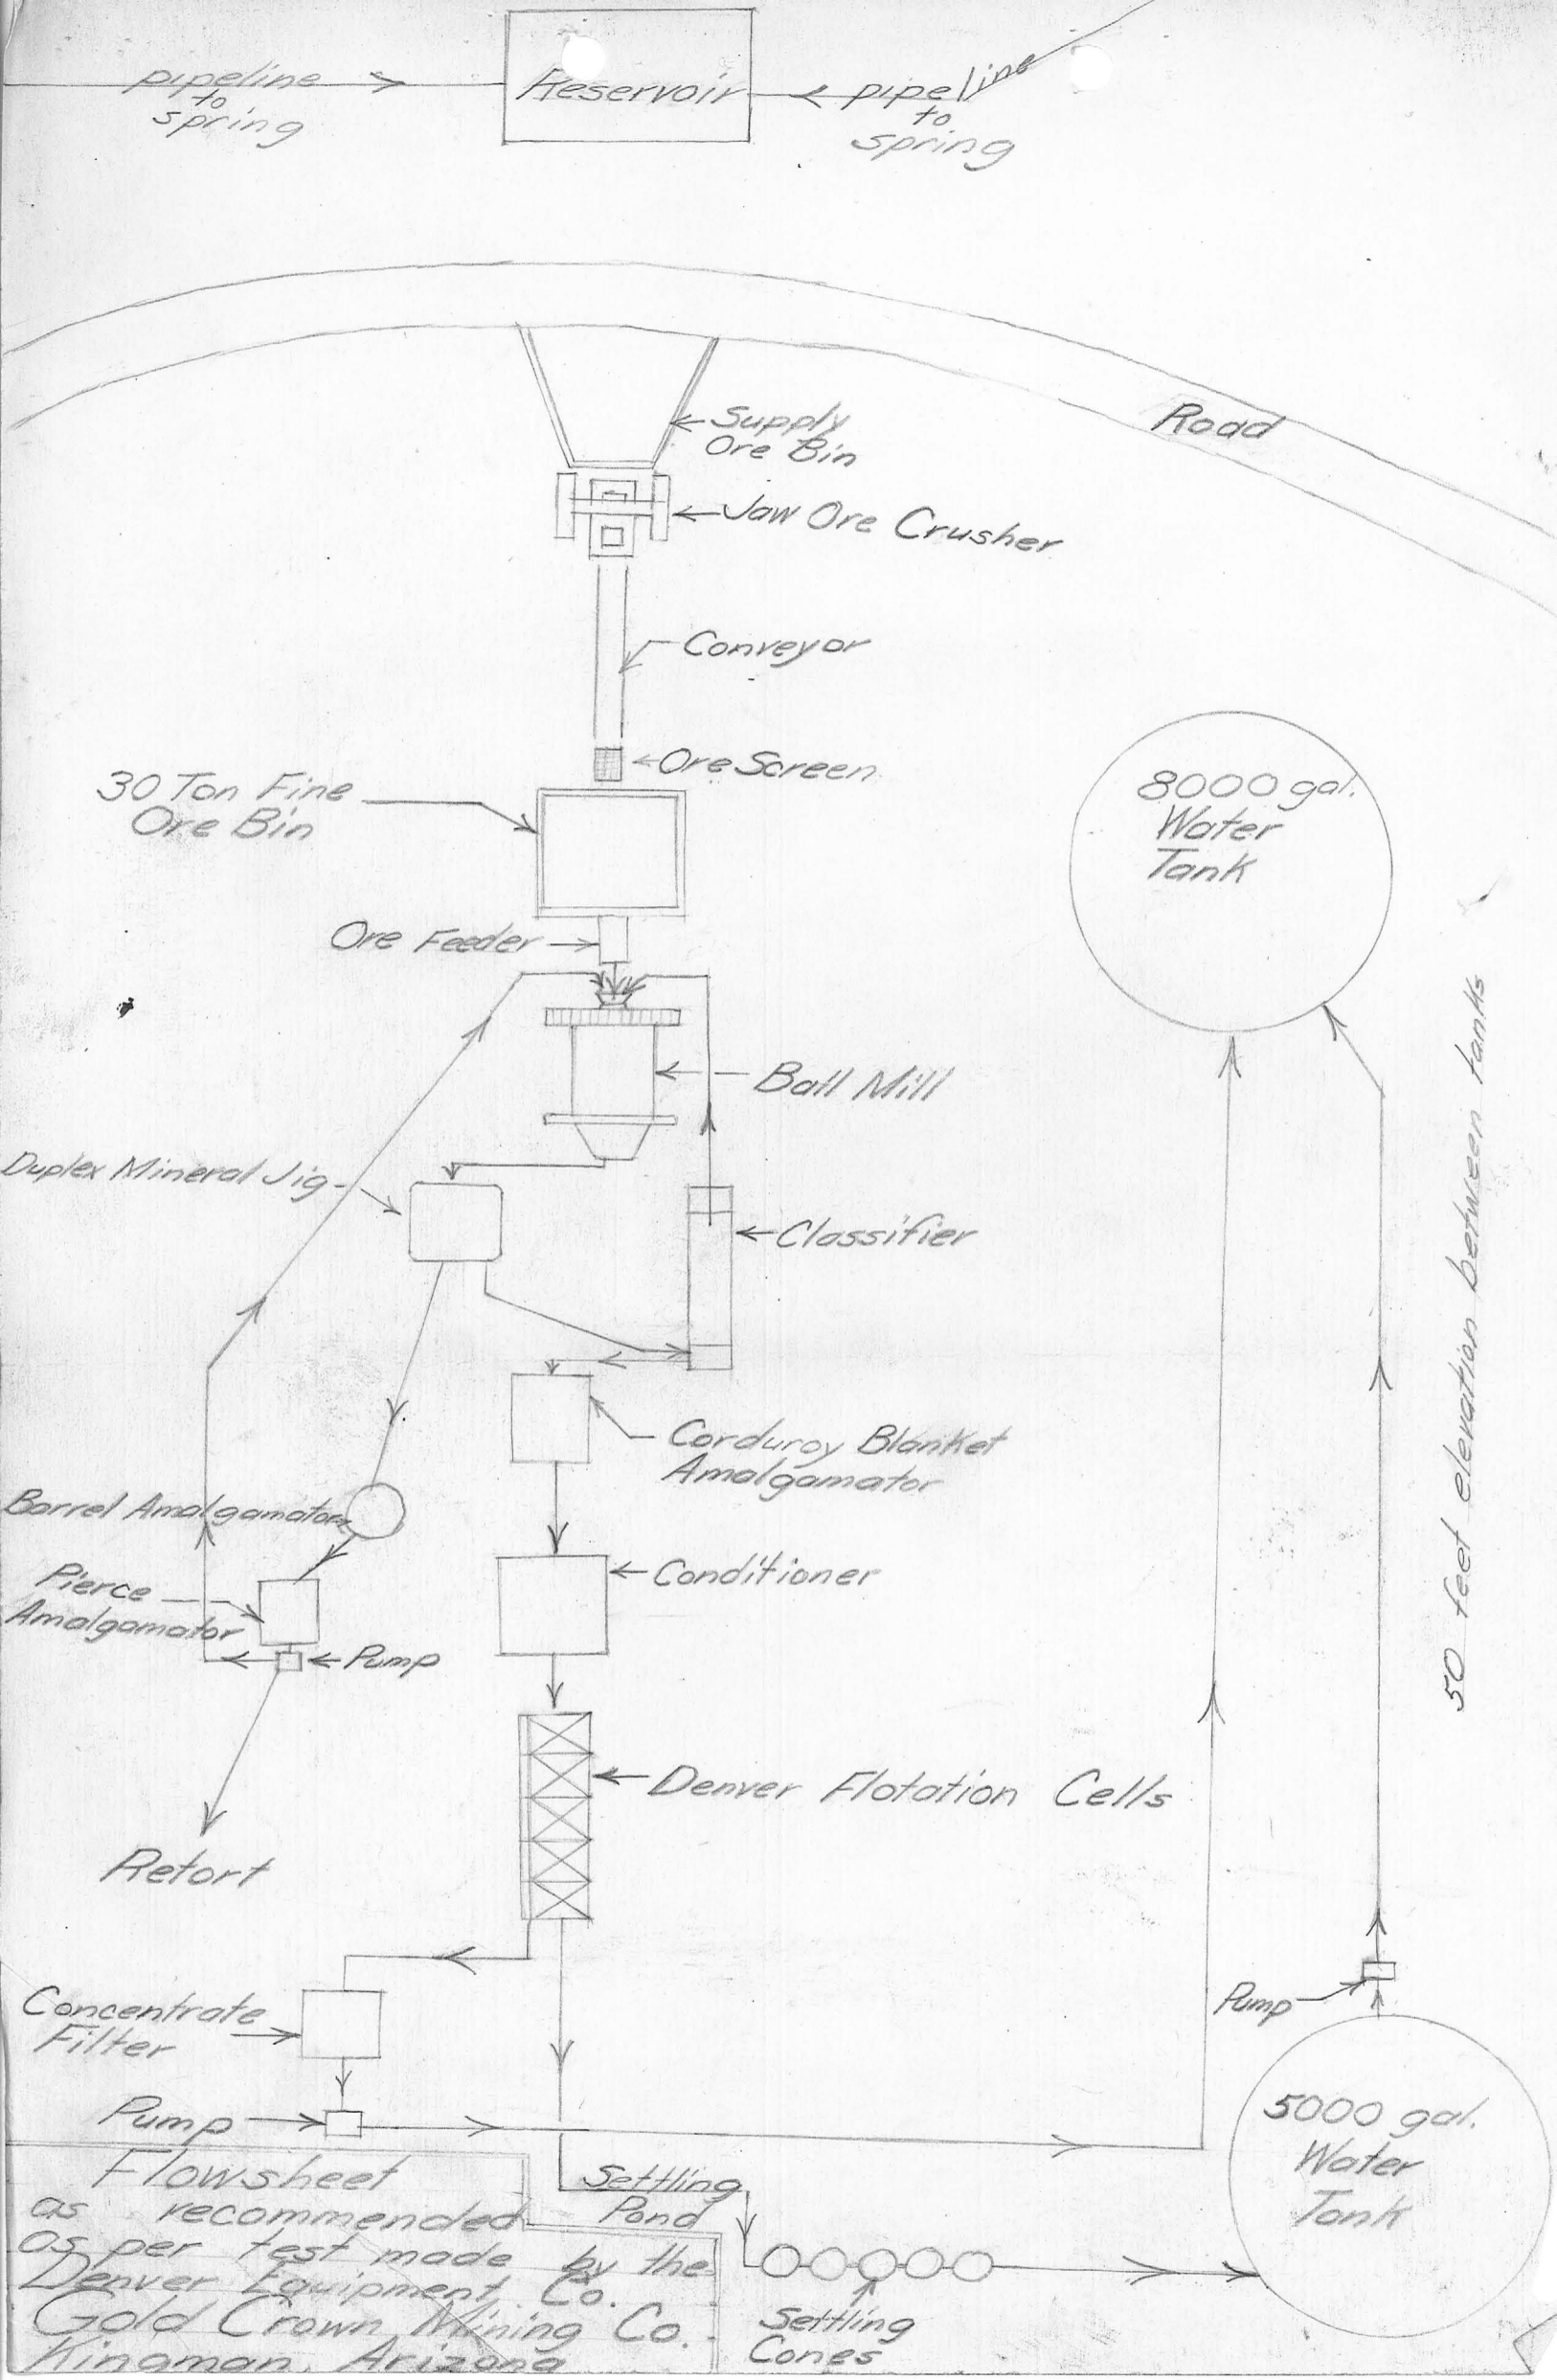 pipeline
to
spring
Reservoir
pipeline
to
spring
Road
Supply
Ore Bin
Jaw Ore Crusher
Conveyor
Ore Screen
30 Ton Fine
Ore Bin
8000 gal.
Water
Tank
Ore Feeder
Ball Mill
50 feet elevation between tanks
Duplex Mineral Jig
Classifier
Corduroy Blanket
Amalgamator
Barrel Amalgamator
Conditioner
Pierce
Amalgamator
Pump
Denver Flotation Cells
Retort
Pump
Concentrate
Filter
Pump
5000 gal.
Water
Tank
Settling
Pond
Settling
Cones
Flowsheet
as recommended
as per test made by the
Denver Equipment Co.
Gold Crown Mining Co.
Kingman, Arizona